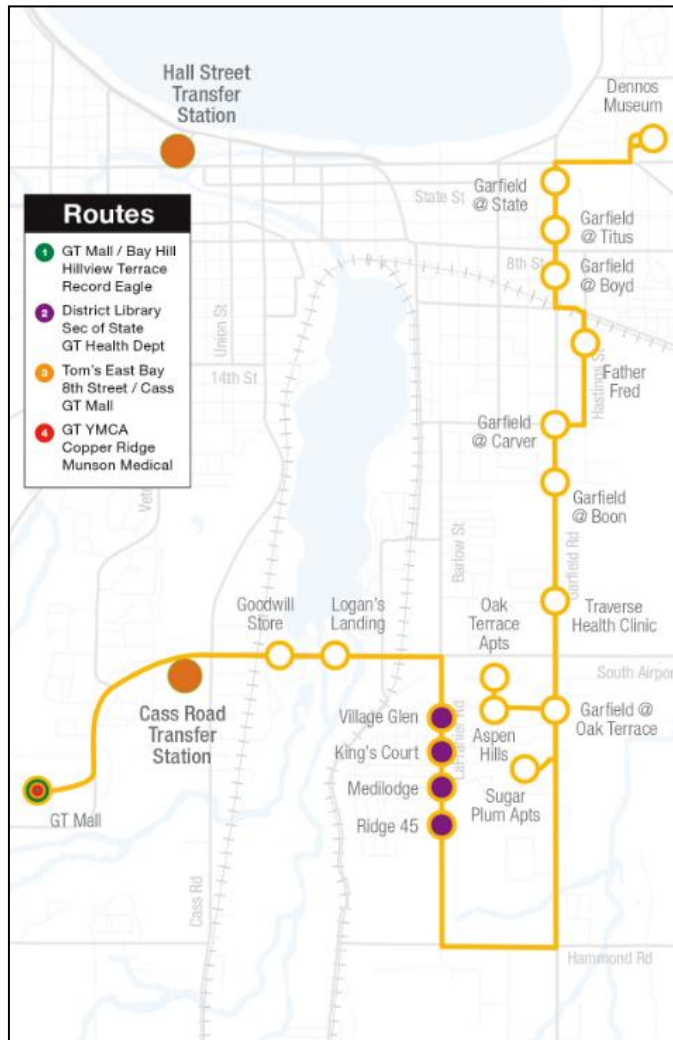 Hall Street
Transfer
Station
Dennos
Museum
Garfield
@ State
State St
Garfield
@ Titus
8th St
Garfield
@ Boyd
Routes
1 GT Mall / Bay Hill
Hillview Terrace
Record Eagle
2 District Library
Sec of State
GT Health Dept
3 Tom's East Bay
8th Street / Cass
GT Mall
4 GT YMCA
Copper Ridge
Munson Medical
Union St
14th St
Father
Fred
Hastings St
Garfield
@ Carver
Garfield
@ Boon
Garfield Rd
Barlow St
Traverse
Health Clinic
Goodwill
Store
Logan's
Landing
Oak
Terrace
Apts
South Airport
Cass Road
Transfer
Station
Village Glen
King's Court
Medilodge
Ridge 45
LaFranier Rd
Aspen
Hills
Garfield @
Oak Terrace
Sugar
Plum Apts
GT Mall
Cass Rd
Hammond Rd